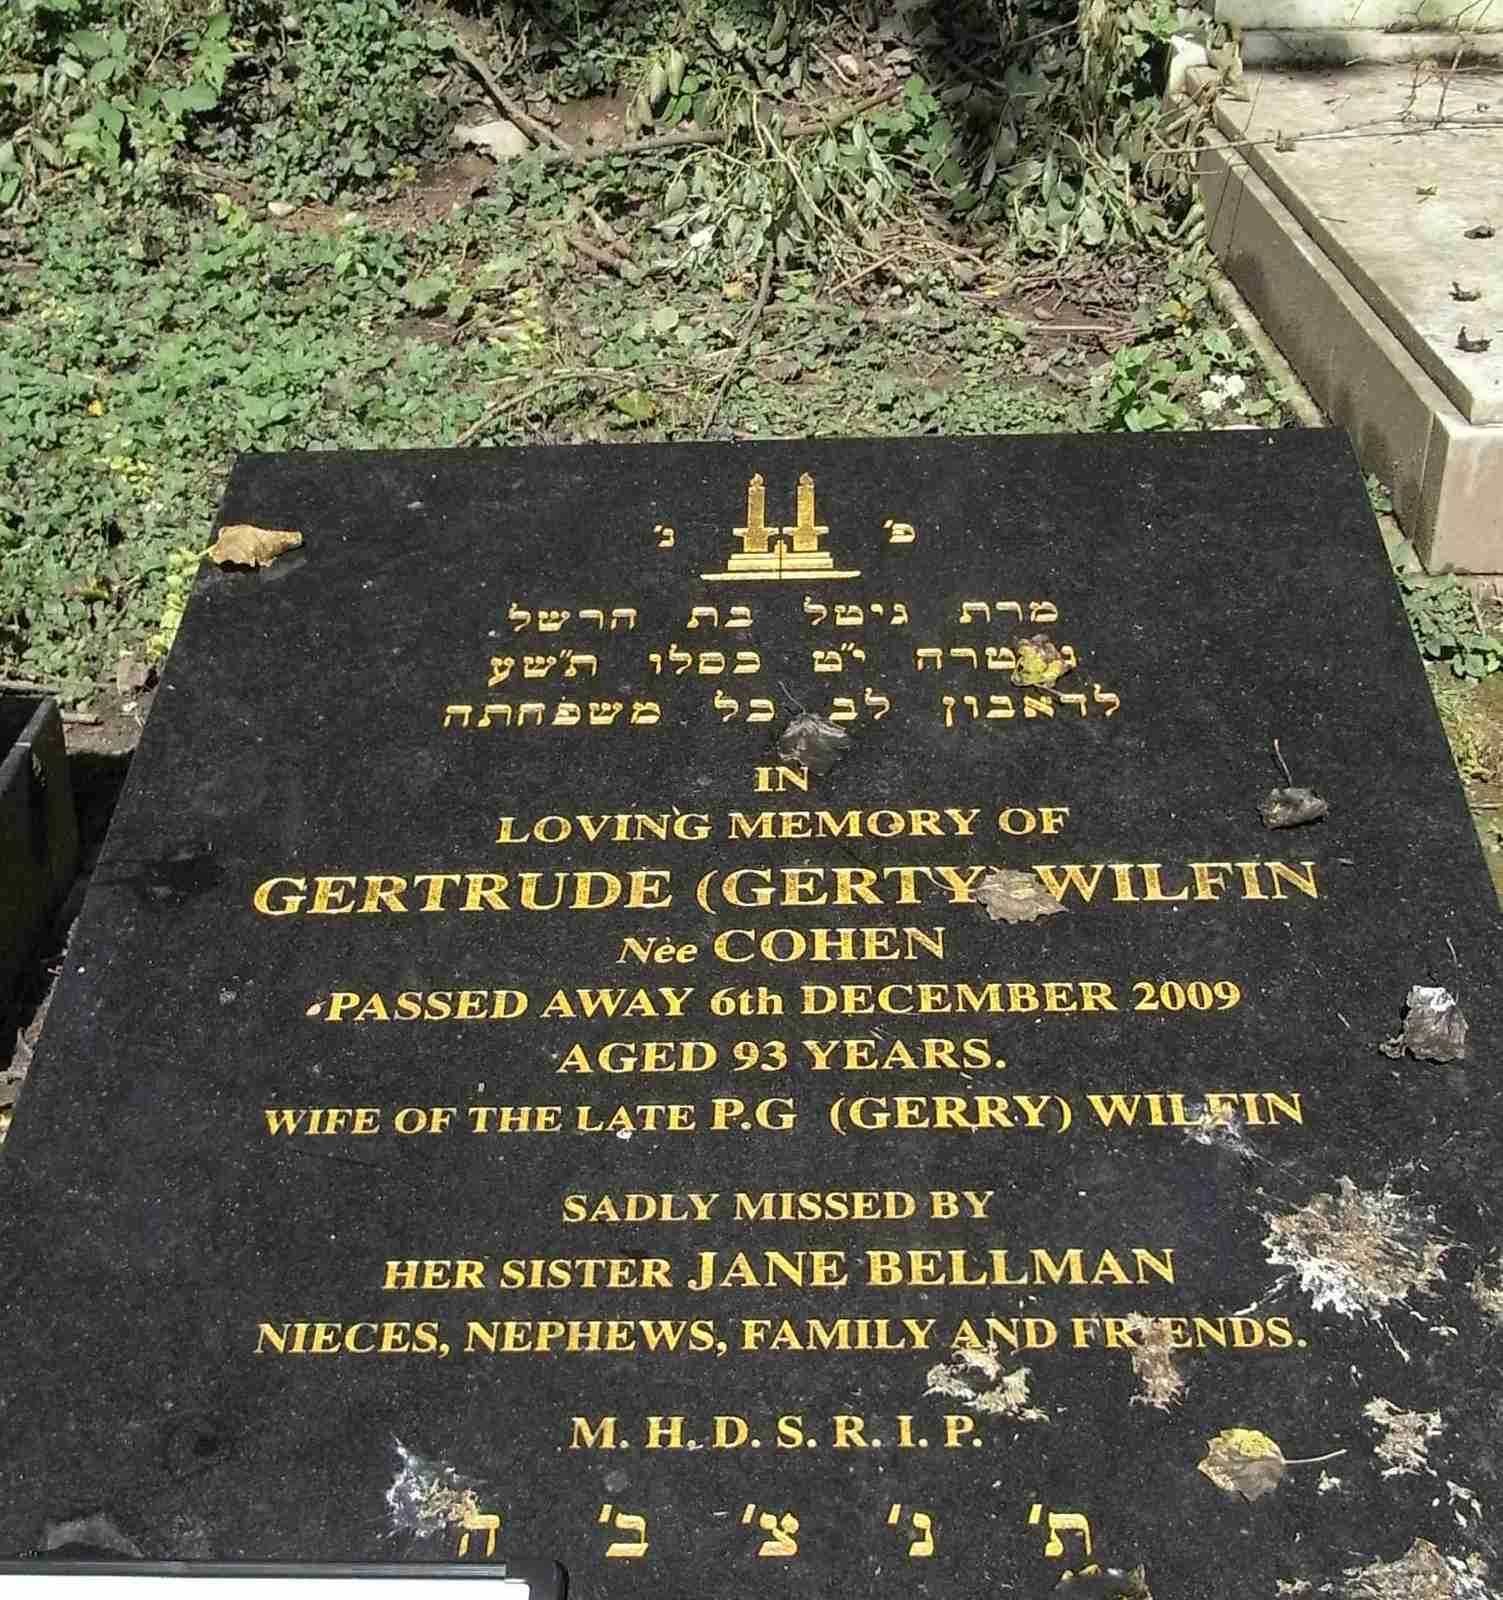 פ' נ'
מרת גיטל בת הרשל
נפטרה י"ט כסלו ת"שע
לדאבון לב כל משפחתה
IN
LOVING MEMORY OF
GERTRUDE (GERTY) WILFIN
Née COHEN
PASSED AWAY 6th DECEMBER 2009
AGED 93 YEARS.
WIFE OF THE LATE P.G (GERRY) WILFIN
SADLY MISSED BY
HER SISTER JANE BELLMAN
NIECES, NEPHEWS, FAMILY AND FRIENDS.
M. H. D. S. R. I. P.
ת' נ' צ' ב' ה